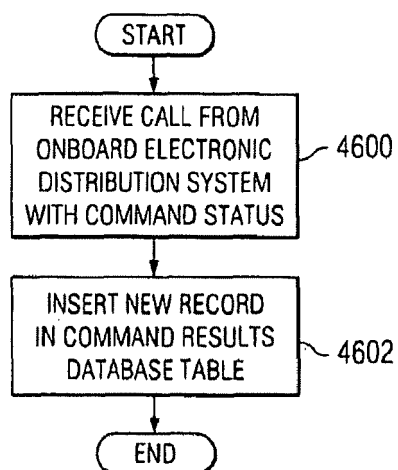 START
RECEIVE CALL FROM
ONBOARD ELECTRONIC
DISTRIBUTION SYSTEM
WITH COMMAND STATUS
4600
INSERT NEW RECORD
IN COMMAND RESULTS
DATABASE TABLE
4602
END